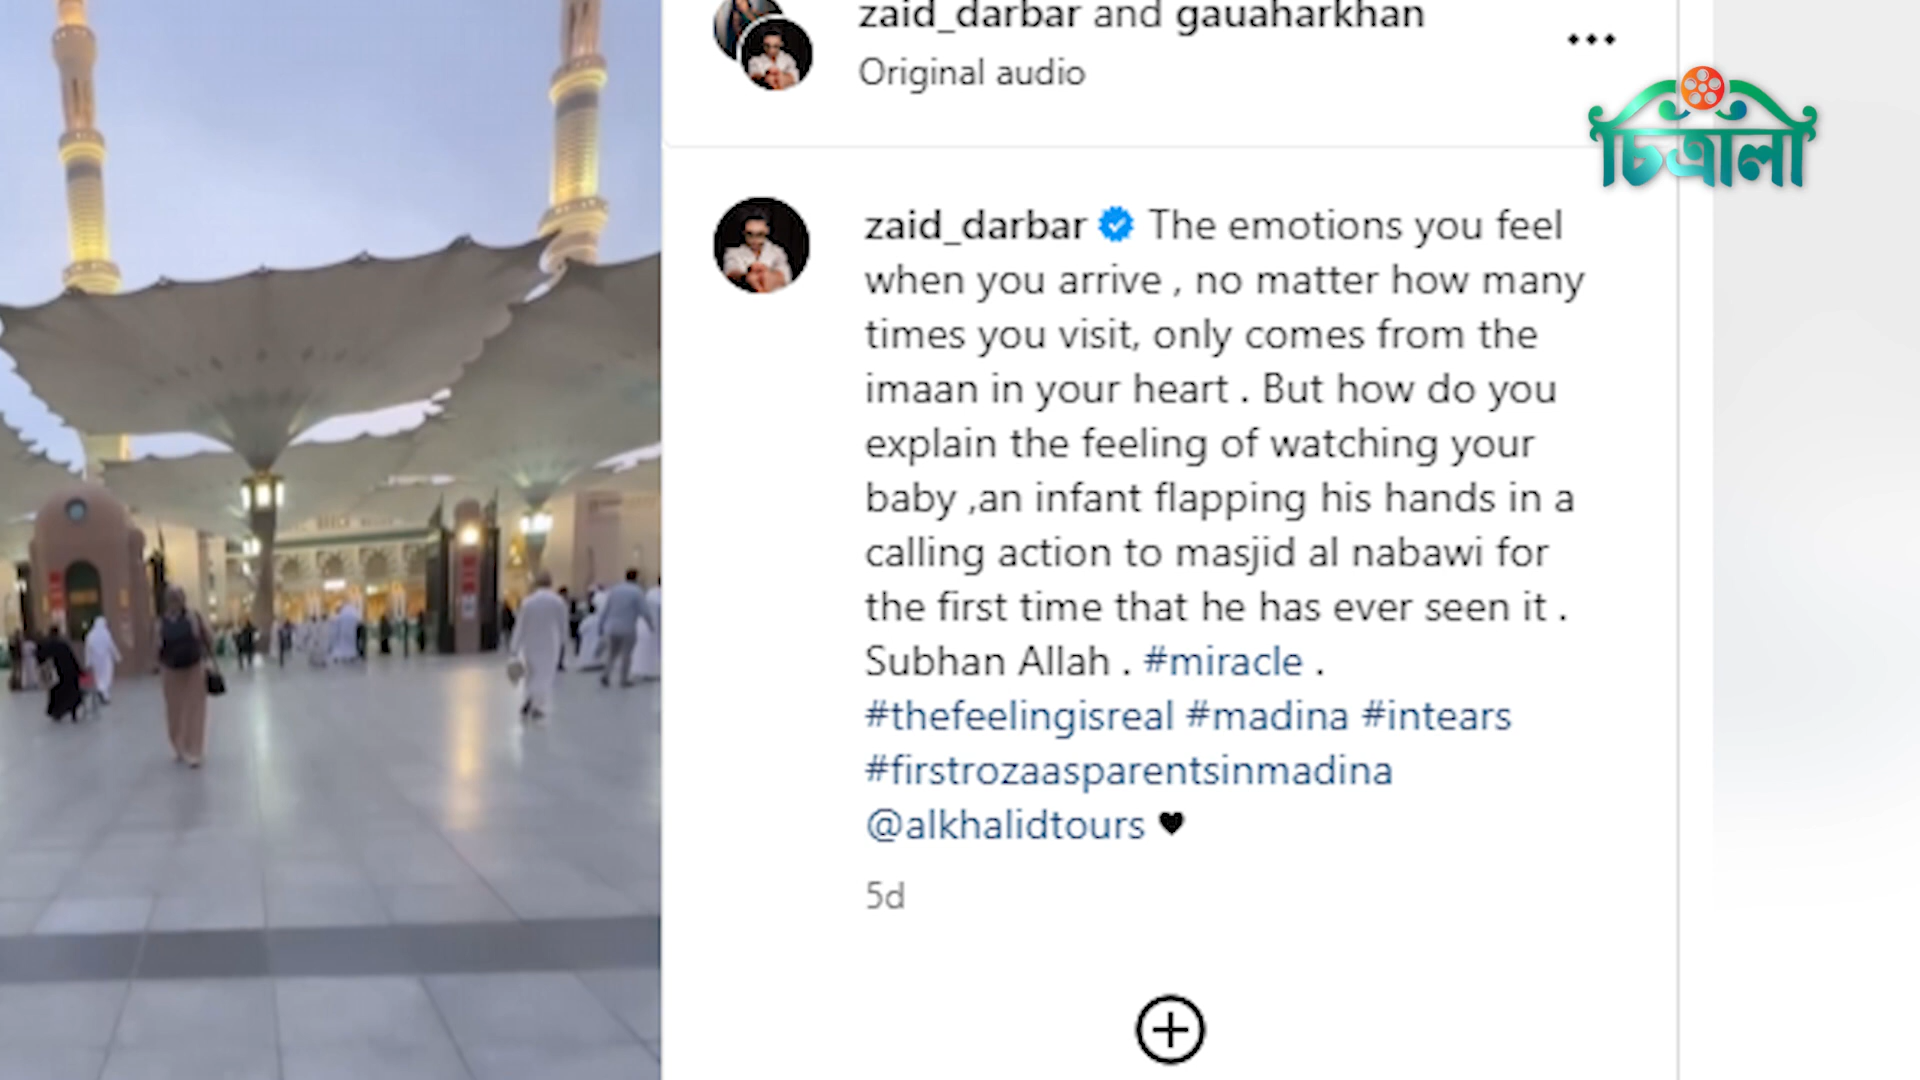 zaid_darbar and gauaharkhan
Original audio
চিত্রালী
zaid_darbar The emotions you feel
when you arrive , no matter how many
times you visit, only comes from the
imaan in your heart . But how do you
explain the feeling of watching your
baby ,an infant flapping his hands in a
calling action to masjid al nabawi for
the first time that he has ever seen it .
Subhan Allah . #miracle .
#thefeelingisreal #madina #intears
#firstrozaasparentsinmadina
@alkhalidtours ♥
5d